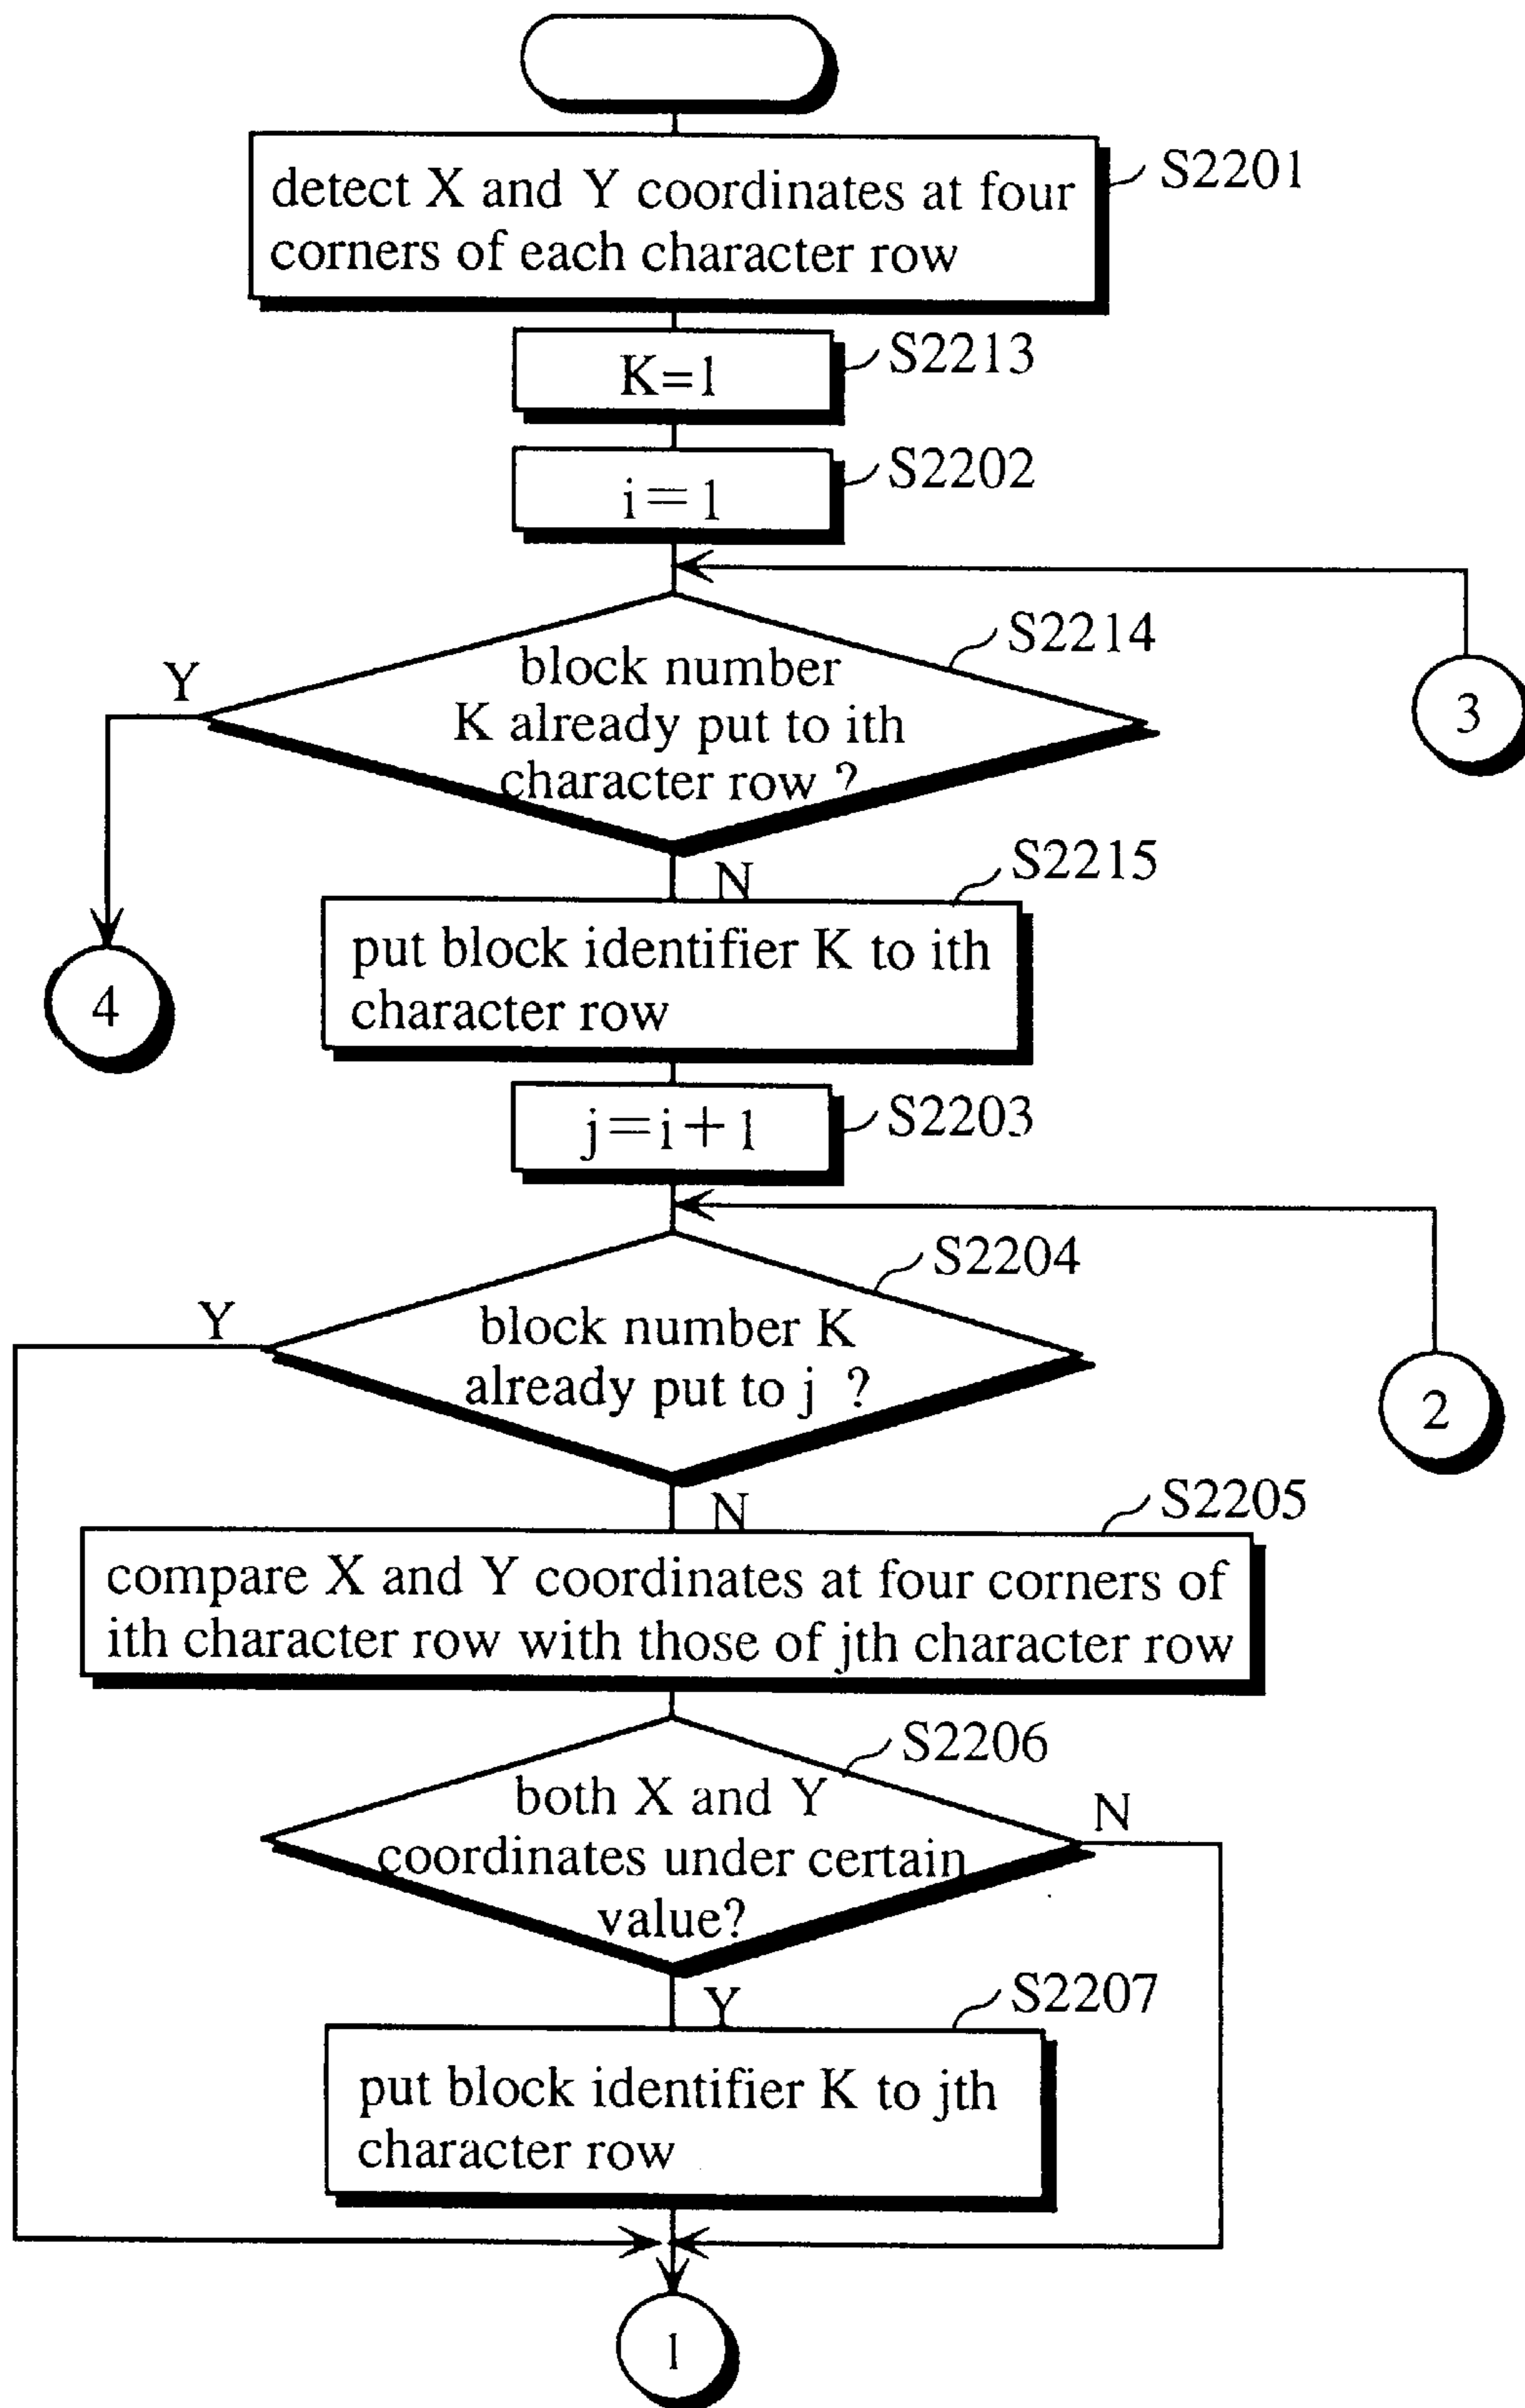 detect X and Y coordinates at four
corners of each character row
S2201
K=1
S2213
i=1
S2202
S2214
Y
block number
K already put to ith
character row ?
3
N
S2215
put block identifier K to ith
character row
4
j=i+1
S2203
S2204
Y
block number K
already put to j ?
2
N
S2205
compare X and Y coordinates at four corners of
ith character row with those of jth character row
S2206
both X and Y
coordinates under certain
value?
N
Y
S2207
put block identifier K to jth
character row
1